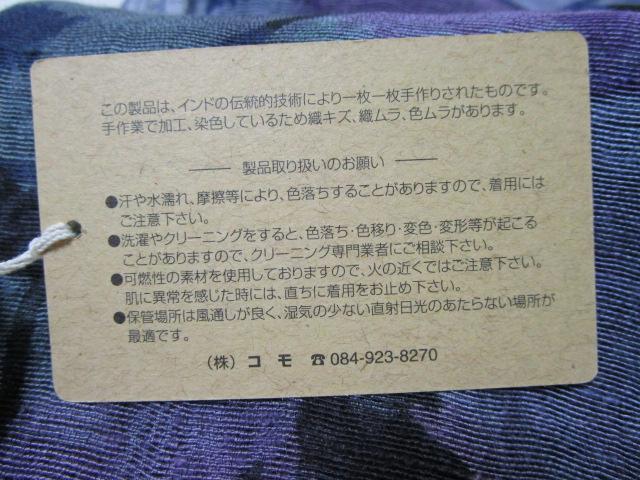 この製品は、インドの伝統的技術により一枚一枚手作りされたものです。
手作業で加工、染色しているため織キズ、織ムラ、色ムラがあります。
製品取り扱いのお願い
●汗や水濡れ、摩擦等により、色落ちすることがありますので、着用には
ご注意下さい。
●洗濯やクリーニングをすると、色落ち・色移り・変色・変形等が起こる
ことがありますので、クリーニング専門業者にご相談下さい。
●可燃性の素材を使用しておりますので、火の近くではご注意下さい。
肌に異常を感じた時には、直ちに着用をお止め下さい。
●保管場所は風通しが良く、湿気の少ない直射日光のあたらない場所が
最適です。
(株) コモ ☎084-923-8270